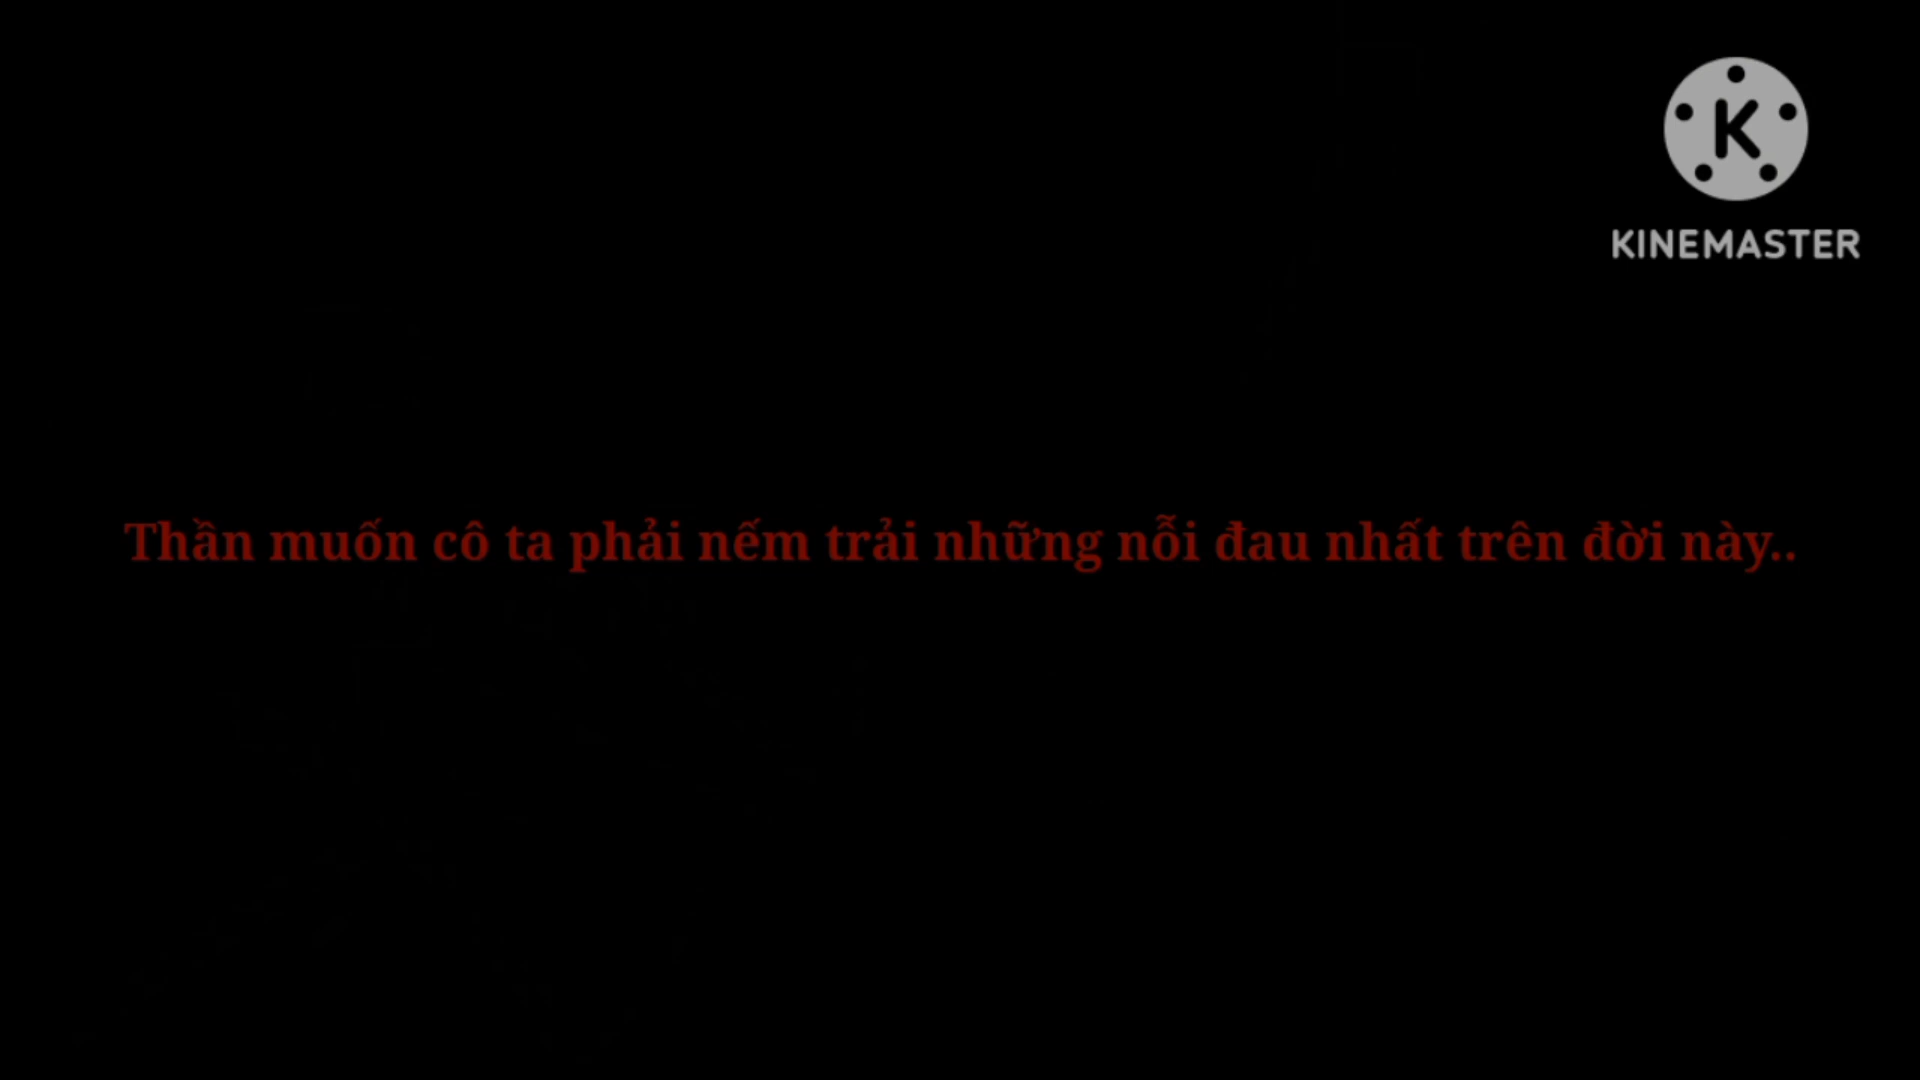 K
KINEMASTER
Thần muốn cô ta phải nếm trải những nỗi đau nhất trên đời này..